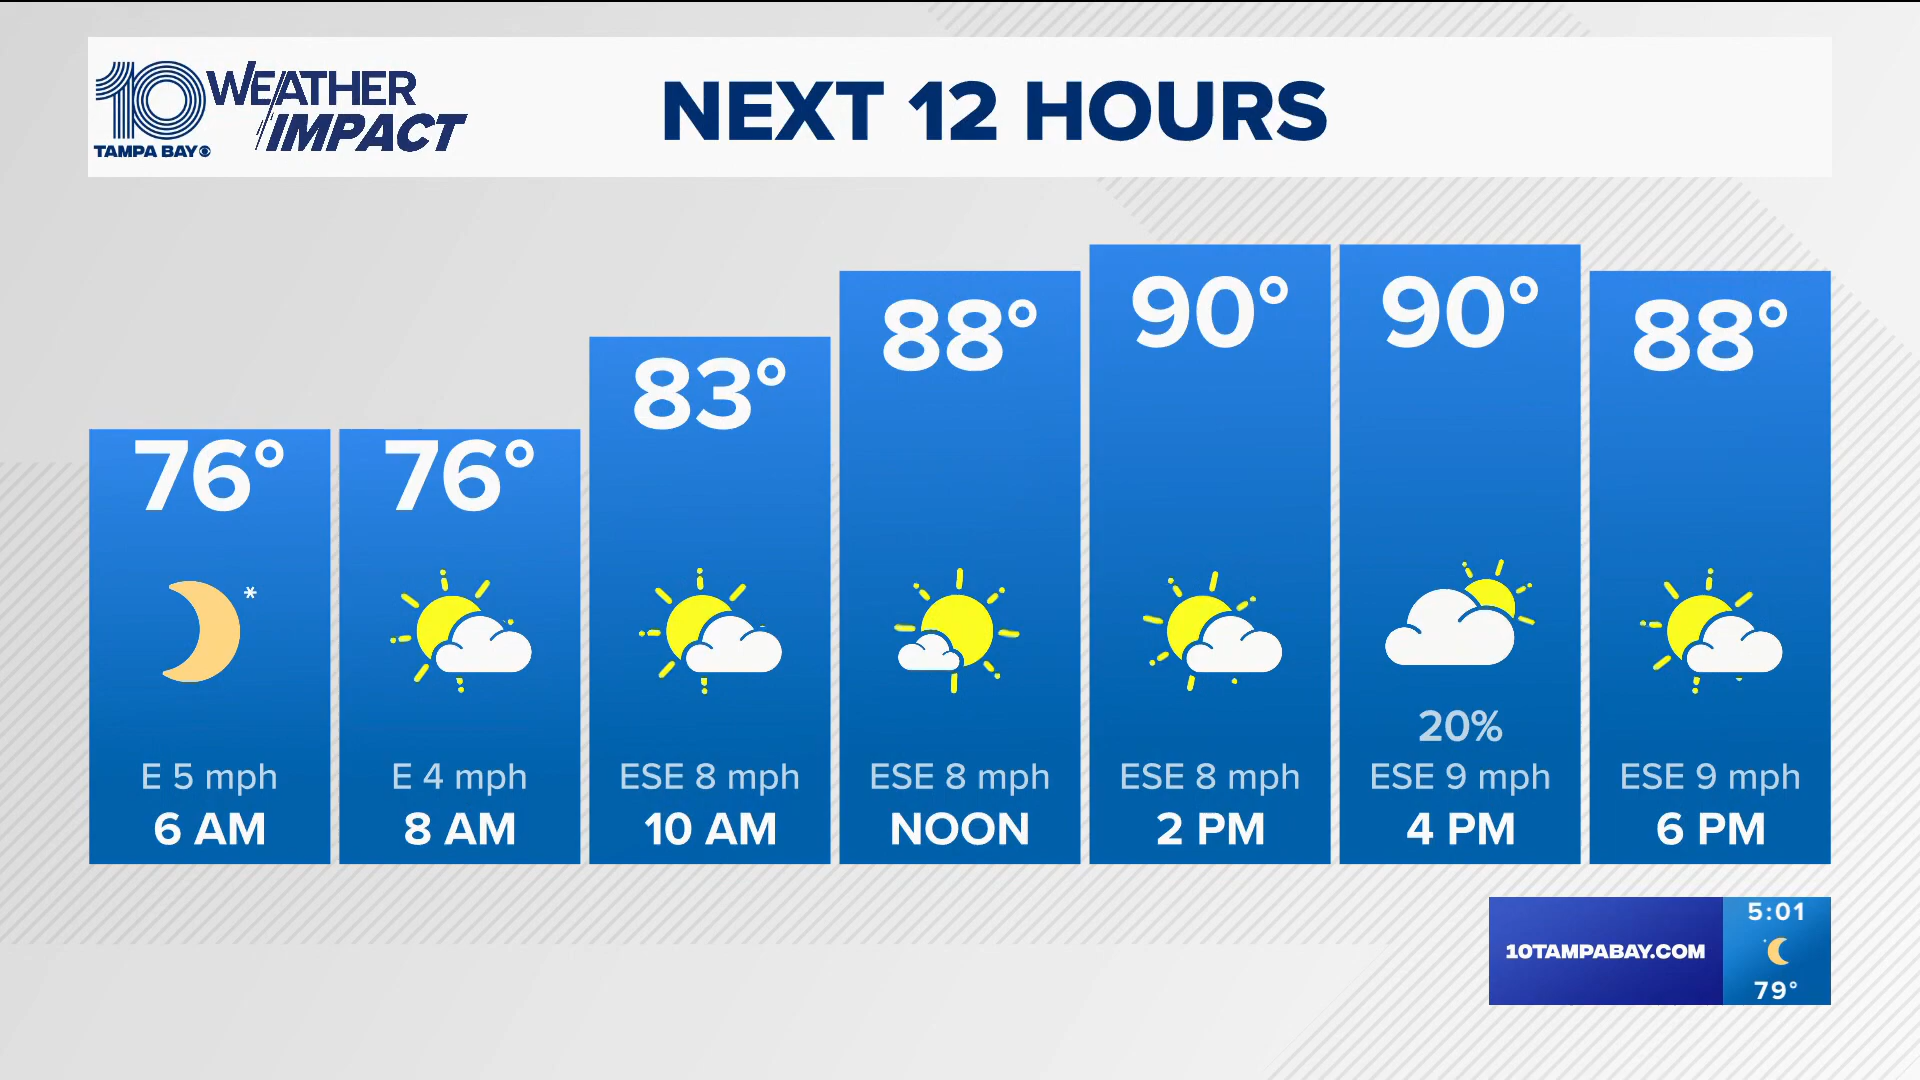 10 WEATHER
IMPACT
TAMPA BAY
NEXT 12 HOURS
76° 76° 83° 88° 90° 90° 88°
20%
E 5 mph E 4 mph ESE 8 mph ESE 8 mph ESE 8 mph ESE 9 mph ESE 9 mph
6 AM 8 AM 10 AM NOON 2 PM 4 PM 6 PM
5:01
10TAMPABAY.COM
79°